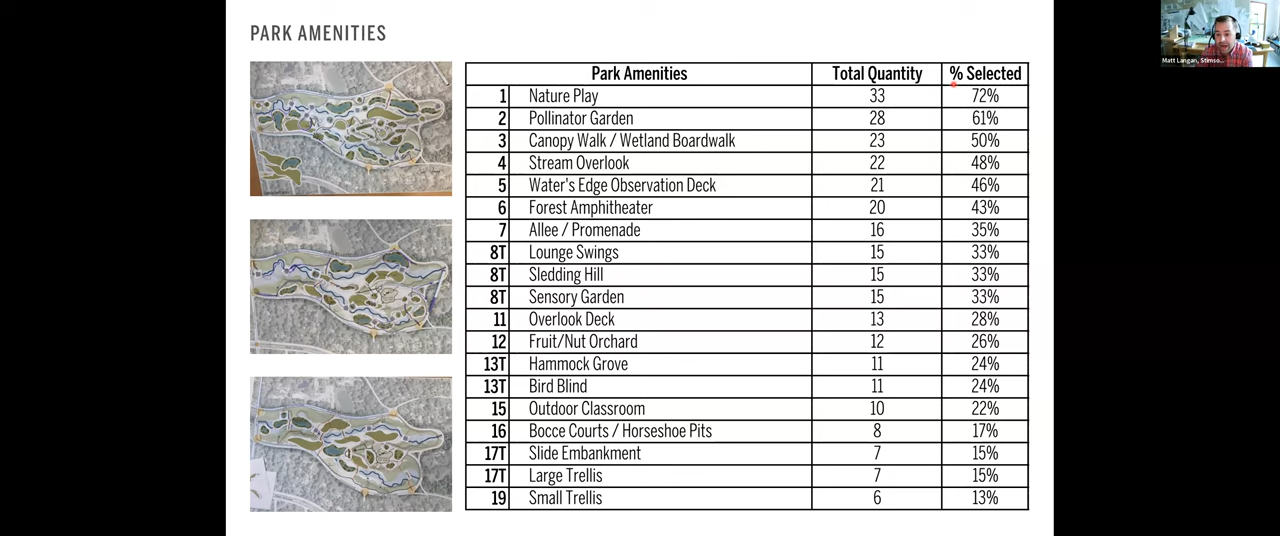 PARK AMENITIES
Matt Langan, Stimso...
Park Amenities Total Quantity % Selected
1 Nature Play 33 72%
2 Pollinator Garden 28 61%
3 Canopy Walk / Wetland Boardwalk 23 50%
4 Stream Overlook 22 48%
5 Water's Edge Observation Deck 21 46%
6 Forest Amphitheater 20 43%
7 Allee / Promenade 16 35%
8T Lounge Swings 15 33%
8T Sledding Hill 15 33%
8T Sensory Garden 15 33%
11 Overlook Deck 13 28%
12 Fruit/Nut Orchard 12 26%
13T Hammock Grove 11 24%
13T Bird Blind 11 24%
15 Outdoor Classroom 10 22%
16 Bocce Courts / Horseshoe Pits 8 17%
17T Slide Embankment 7 15%
17T Large Trellis 7 15%
19 Small Trellis 6 13%